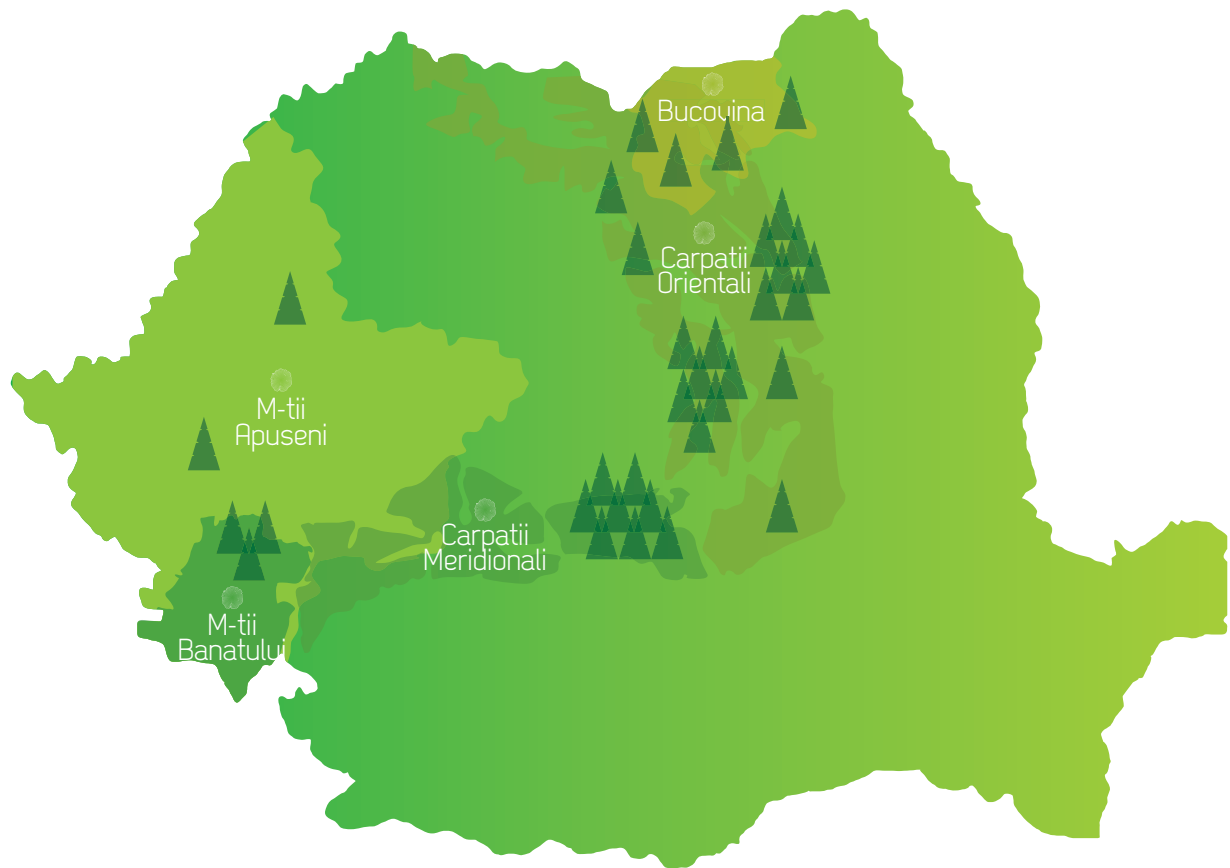 Bucovina
Carpatii
Orientali
M-tii
Apuseni
Carpatii
Meridionali
M-tii
Banatului